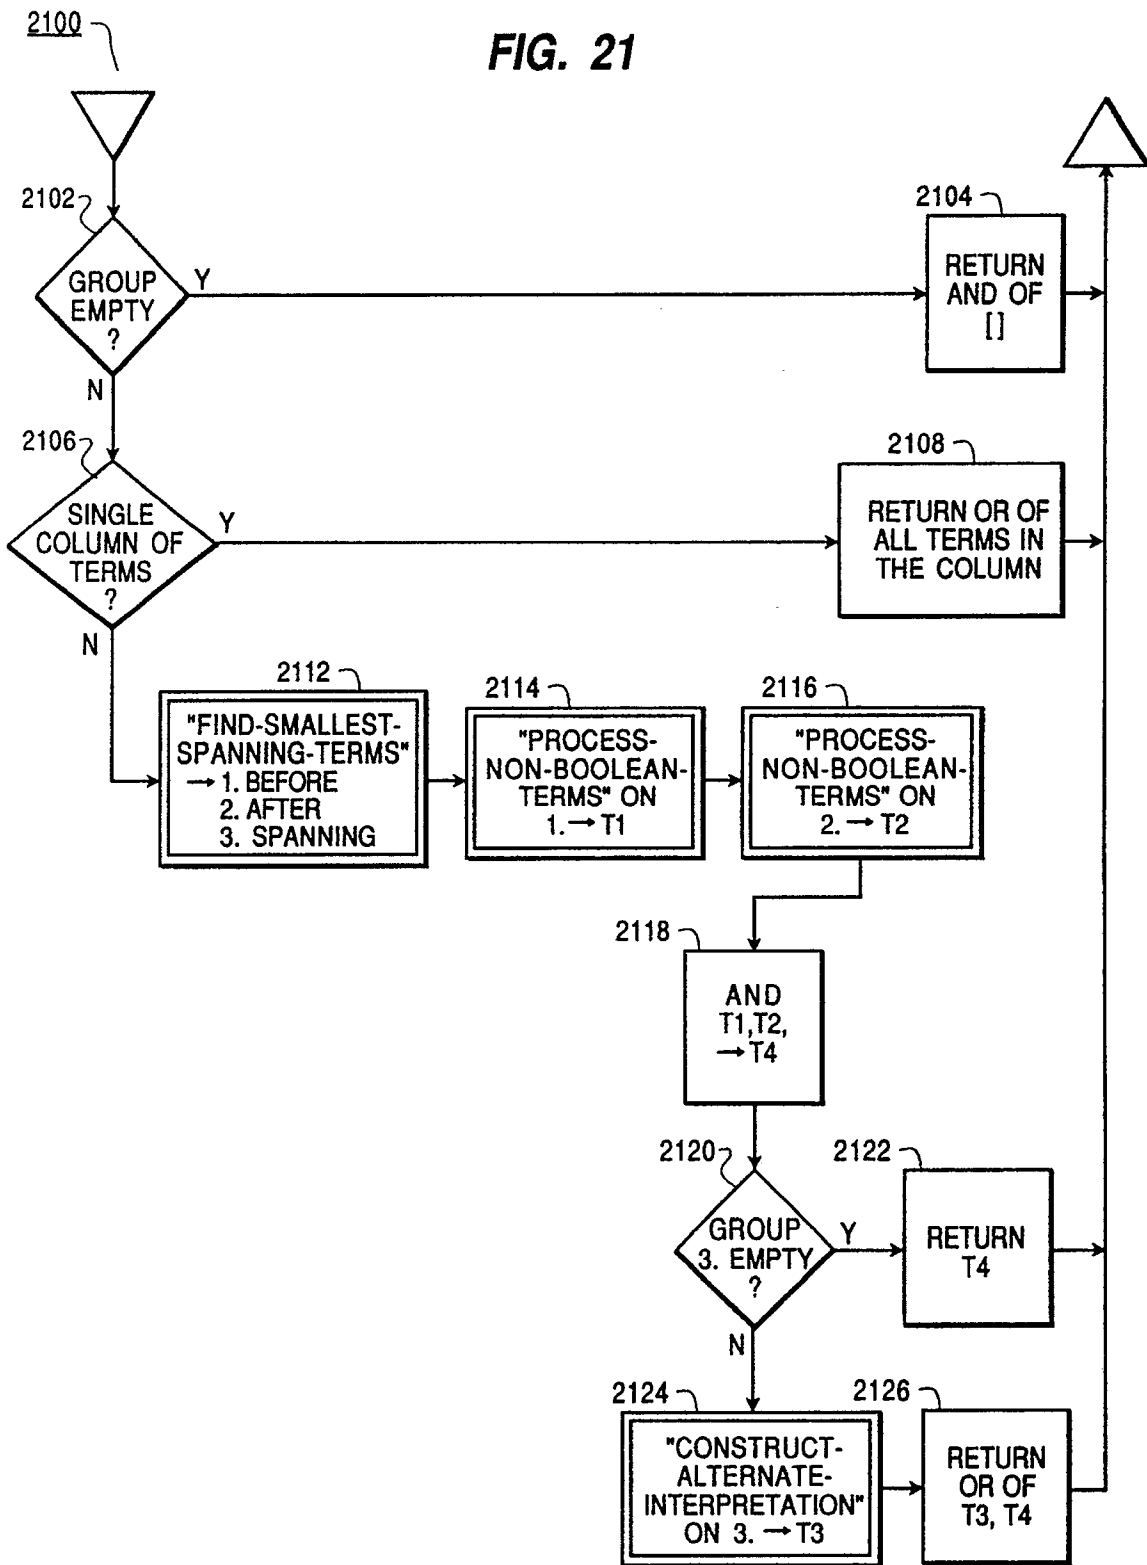 2100
FIG. 21
2102
GROUP
EMPTY
?
Y
N
2104
RETURN
AND OF
[]
2106
SINGLE
COLUMN OF
TERMS
?
Y
N
2108
RETURN OR OF
ALL TERMS IN
THE COLUMN
2112
"FIND-SMALLEST-
SPANNING-TERMS"
→ 1. BEFORE
2. AFTER
3. SPANNING
2114
"PROCESS-
NON-BOOLEAN-
TERMS" ON
1. → T1
2116
"PROCESS-
NON-BOOLEAN-
TERMS" ON
2. → T2
2118
AND
T1,T2,
→ T4
2120
GROUP
3. EMPTY
?
Y
N
2122
RETURN
T4
2124
"CONSTRUCT-
ALTERNATE-
INTERPRETATION"
ON 3. → T3
2126
RETURN
OR OF
T3, T4